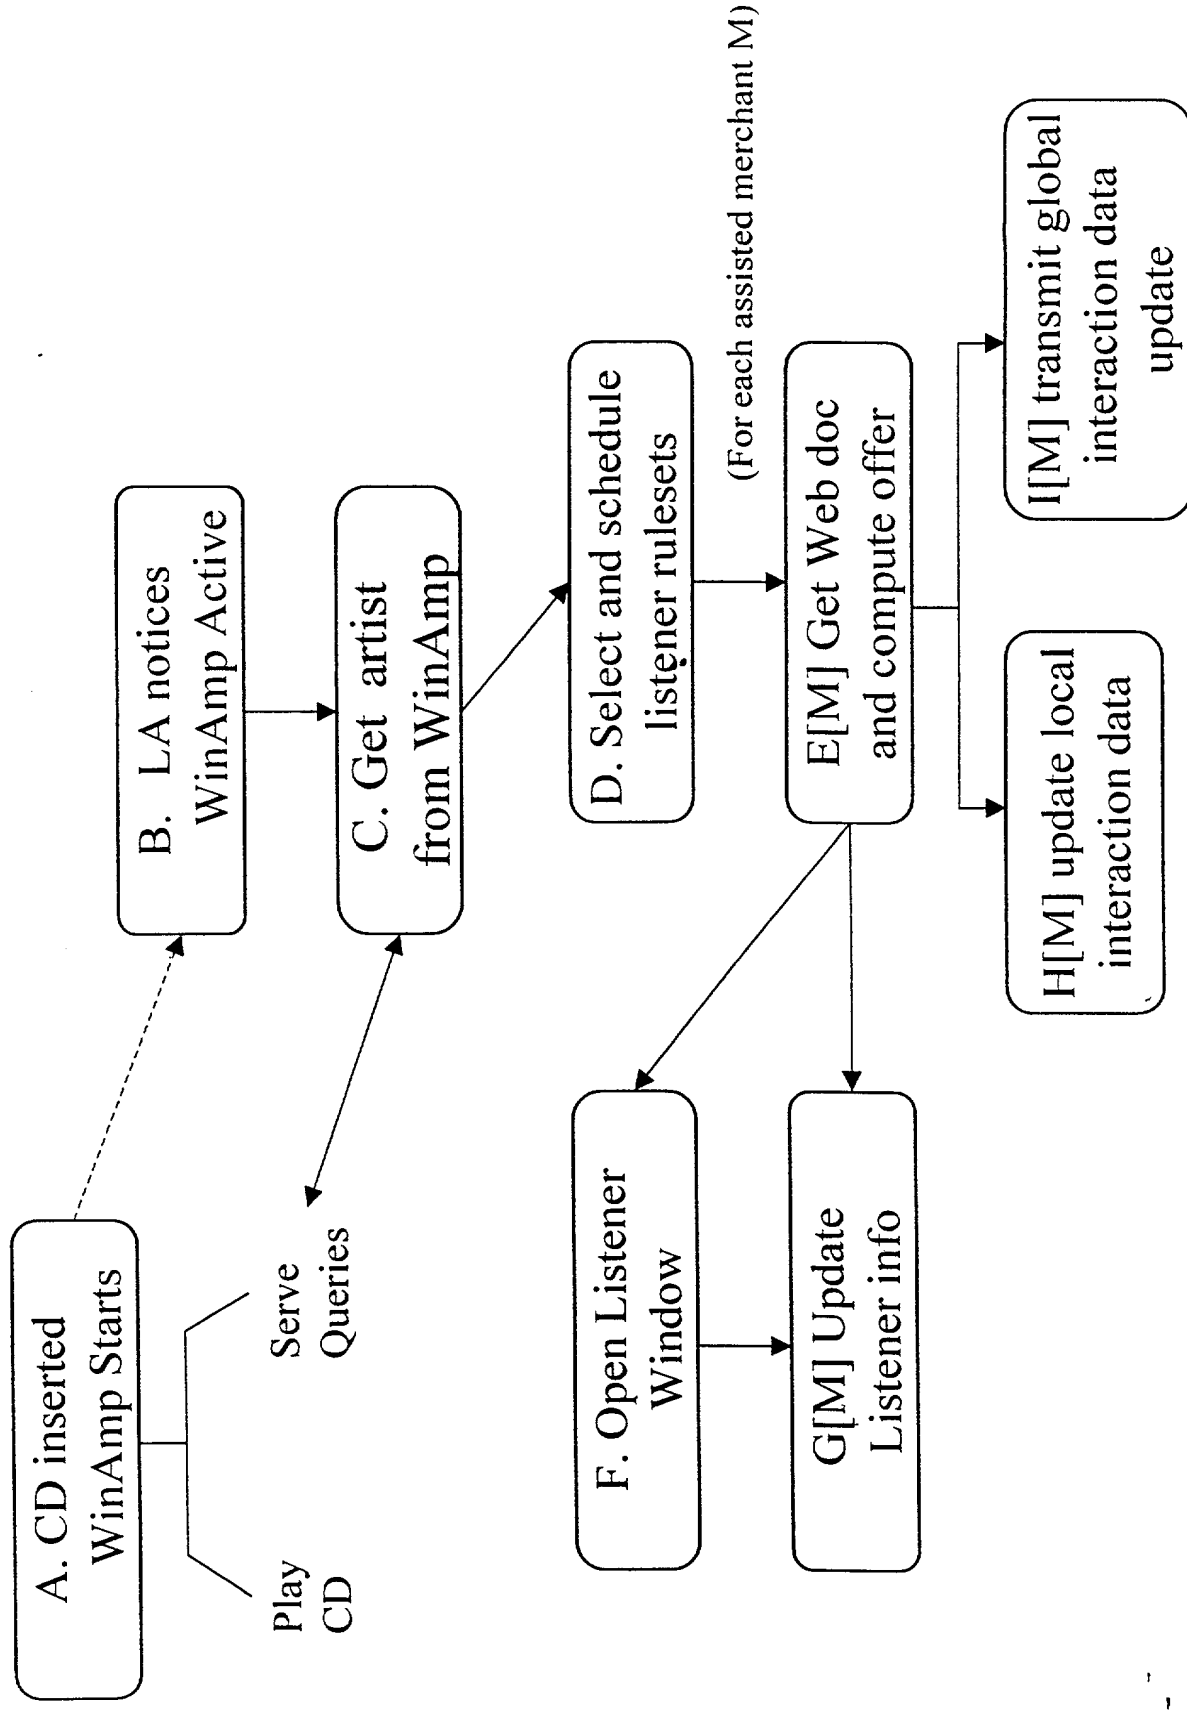 A. CD inserted
WinAmp Starts
Play
CD
Serve
Queries
B. LA notices
WinAmp Active
C. Get artist
from WinAmp
D. Select and schedule
listener rulesets
(For each assisted merchant M)
E[M] Get Web doc
and compute offer
F. Open Listener
Window
G[M] Update
Listener info
H[M] update local
interaction data
I[M] transmit global
interaction data
update